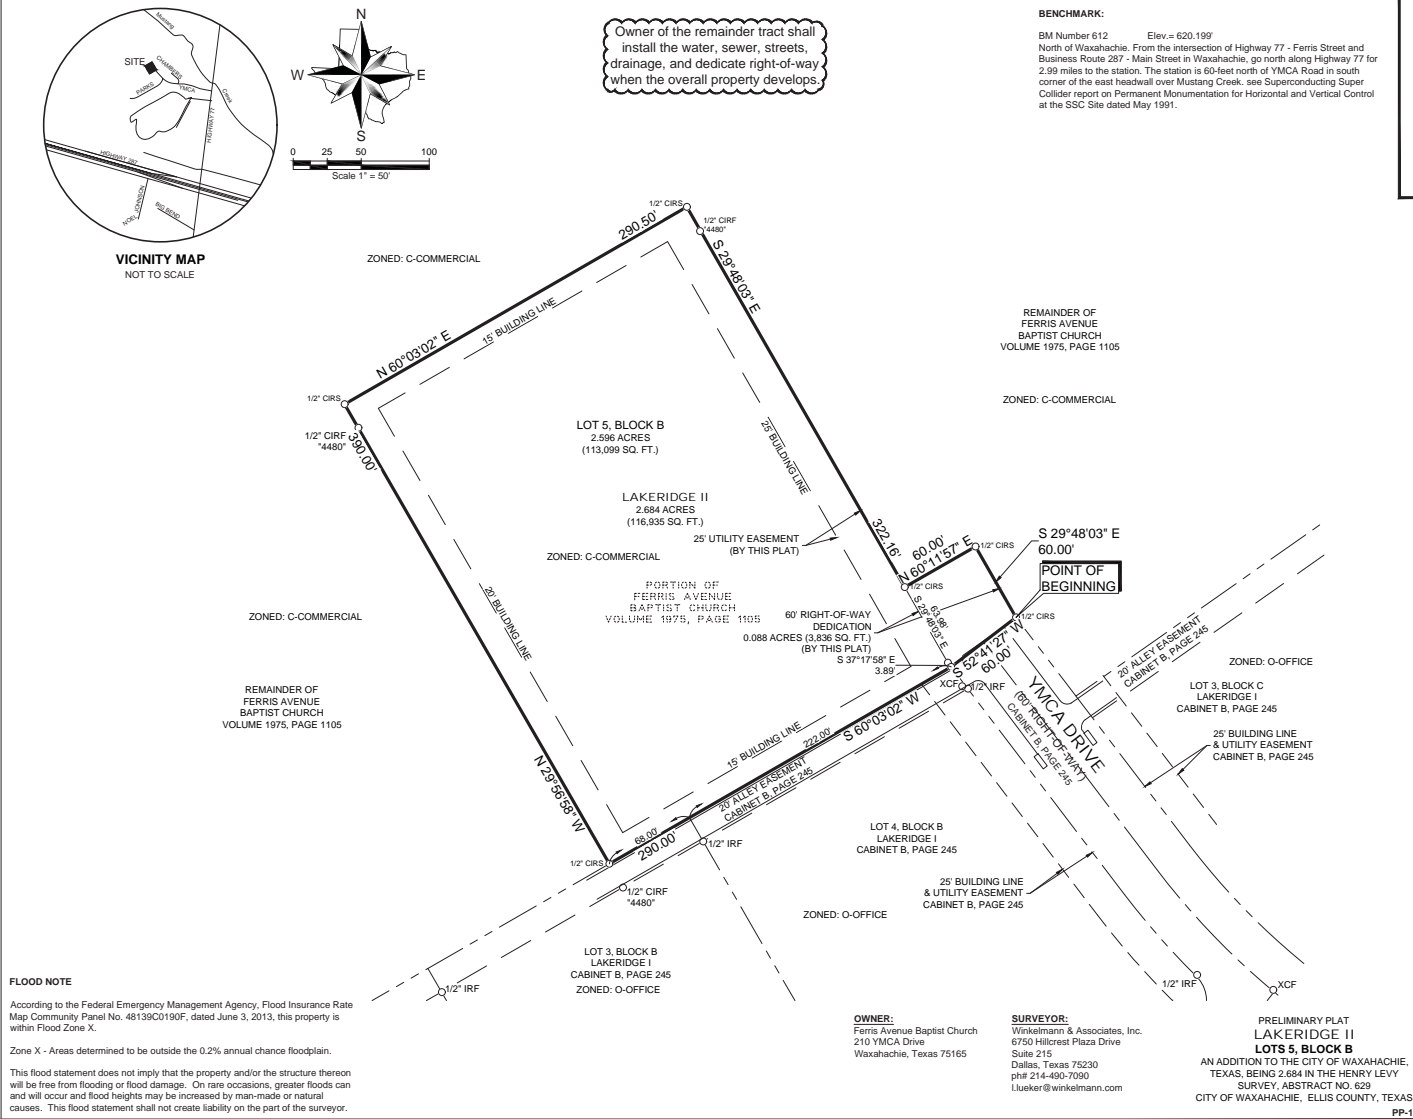 Mustang
Creek
SITE
CHAMBERS
PARKS
YMCA
HIGHWAY 77
HIGHWAY 287
NOEL JOHNSON
BIG BEND
VICINITY MAP
NOT TO SCALE
N
W
E
S
0 25 50 100
Scale 1" = 50'
Owner of the remainder tract shall
install the water, sewer, streets,
drainage, and dedicate right-of-way
when the overall property develops.
BENCHMARK:
BM Number 612 Elev.= 620.199'
North of Waxahachie. From the intersection of Highway 77 - Ferris Street and
Business Route 287 - Main Street in Waxahachie, go north along Highway 77 for
2.99 miles to the station. The station is 60-feet north of YMCA Road in south
corner of the east headwall over Mustang Creek. see Superconducting Super
Collider report on Permanent Monumentation for Horizontal and Vertical Control
at the SSC Site dated May 1991.
1/2" CIRS
1/2" CIRF
"4480"
290.50'
N 60°03'02" E
S 29°48'03" E
322.16'
ZONED: C-COMMERCIAL
15' BUILDING LINE
1/2" CIRS
1/2" CIRF
"4480"
390.00'
N 29°56'58" W
REMAINDER OF
FERRIS AVENUE
BAPTIST CHURCH
VOLUME 1975, PAGE 1105
ZONED: C-COMMERCIAL
LOT 5, BLOCK B
2.596 ACRES
(113,099 SQ. FT.)
25' BUILDING LINE
LAKERIDGE II
2.684 ACRES
(116,935 SQ. FT.)
25' UTILITY EASEMENT
(BY THIS PLAT)
ZONED: C-COMMERCIAL
PORTION OF
FERRIS AVENUE
BAPTIST CHURCH
VOLUME 1975, PAGE 1105
20' BUILDING LINE
60' RIGHT-OF-WAY
DEDICATION
0.088 ACRES (3,836 SQ. FT.)
(BY THIS PLAT)
S 37°17'58" E
3.89'
60.00'
N 60°11'57" E
1/2" CIRS
1/2" CIRS
S 29°48'03" E
60.00'
POINT OF
BEGINNING
1/2" CIRS
63.98'
S 29°48'03" E
S 52°41'27" W
60.00'
XCF
1/2" IRF
ZONED: C-COMMERCIAL
REMAINDER OF
FERRIS AVENUE
BAPTIST CHURCH
VOLUME 1975, PAGE 1105
15' BUILDING LINE
222.00'
S 60°03'02" W
20' ALLEY EASEMENT
CABINET B, PAGE 245
68.00'
290.00'
1/2" CIRS
1/2" IRF
1/2" CIRF
"4480"
YMCA DRIVE
(60' RIGHT-OF-WAY)
CABINET B, PAGE 245
20' ALLEY EASEMENT
CABINET B, PAGE 245
ZONED: O-OFFICE
LOT 3, BLOCK C
LAKERIDGE I
CABINET B, PAGE 245
25' BUILDING LINE
& UTILITY EASEMENT
CABINET B, PAGE 245
LOT 4, BLOCK B
LAKERIDGE I
CABINET B, PAGE 245
25' BUILDING LINE
& UTILITY EASEMENT
CABINET B, PAGE 245
ZONED: O-OFFICE
LOT 3, BLOCK B
LAKERIDGE I
CABINET B, PAGE 245
ZONED: O-OFFICE
1/2" IRF
1/2" IRF
XCF
FLOOD NOTE
According to the Federal Emergency Management Agency, Flood Insurance Rate
Map Community Panel No. 48139C0190F, dated June 3, 2013, this property is
within Flood Zone X.
Zone X - Areas determined to be outside the 0.2% annual chance floodplain.
This flood statement does not imply that the property and/or the structure thereon
will be free from flooding or flood damage. On rare occasions, greater floods can
and will occur and flood heights may be increased by man-made or natural
causes. This flood statement shall not create liability on the part of the surveyor.
OWNER:
Ferris Avenue Baptist Church
210 YMCA Drive
Waxahachie, Texas 75165
SURVEYOR:
Winkelmann & Associates, Inc.
6750 Hillcrest Plaza Drive
Suite 215
Dallas, Texas 75230
ph# 214-490-7090
l.lueker@winkelmann.com
PRELIMINARY PLAT
LAKERIDGE II
LOTS 5, BLOCK B
AN ADDITION TO THE CITY OF WAXAHACHIE,
TEXAS, BEING 2.684 IN THE HENRY LEVY
SURVEY, ABSTRACT NO. 629
CITY OF WAXAHACHIE, ELLIS COUNTY, TEXAS
PP-1